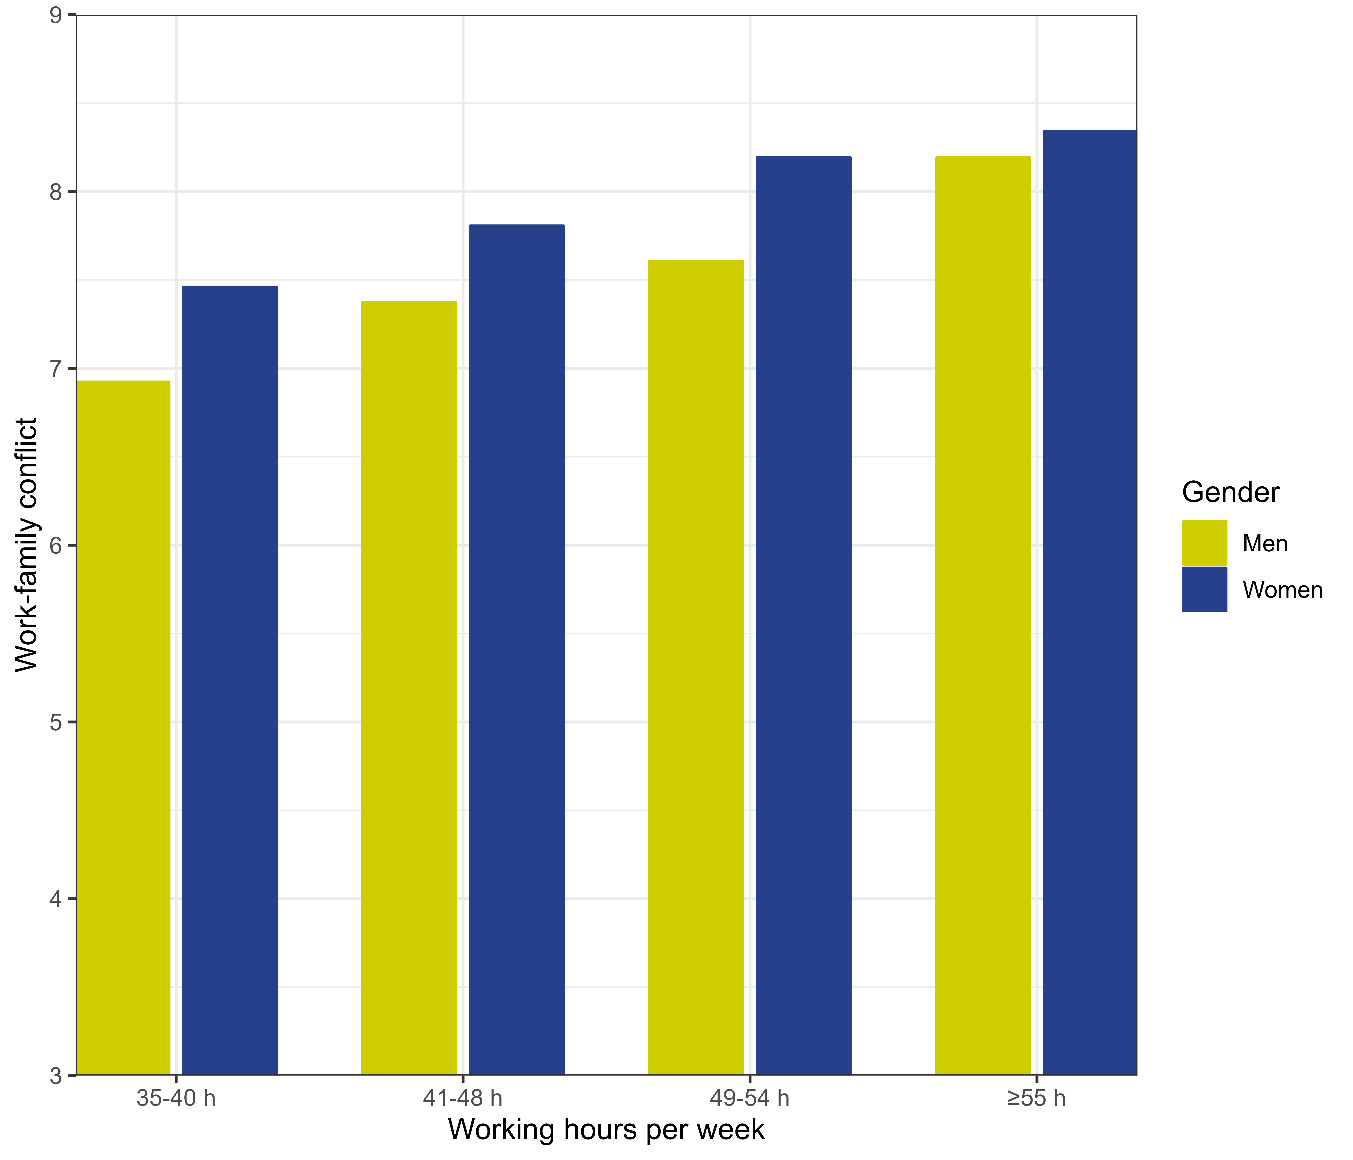 9
8
7
6
5
4
3
Work-family conflict
35-40 h
41-48 h
49-54 h
≥55 h
Working hours per week
Gender
Men
Women